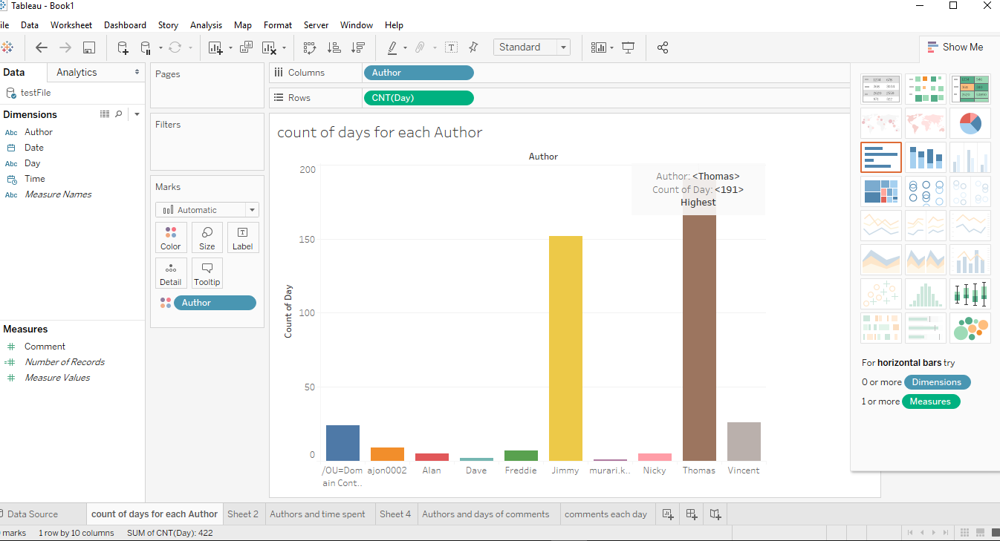 Tableau - Book1
ile Data Worksheet Dashboard Story Analysis Map Format Server Window Help
Standard
Show Me
Data Analytics
testFile
Dimensions
Abc Author
Date
Abc Day
Time
Abc Measure Names
Measures
Comment
Number of Records
Measure Values
Pages
Filters
Marks
Automatic
Color Size Label
Detail Tooltip
Author
Columns Author
Rows CNT(Day)
count of days for each Author
Author
Count of Day
200
150
100
50
0
Author: <Thomas>
Count of Day: <191>
Highest
/OU=Dom
ain Cont.. ajon0002 Alan Dave Freddie Jimmy murari.k.. Nicky Thomas Vincent
For horizontal bars try
0 or more Dimensions
1 or more Measures
Data Source count of days for each Author Sheet 2 Authors and time spent Sheet 4 Authors and days of comments comments each day
marks 1 row by 10 columns SUM of CNT(Day): 422